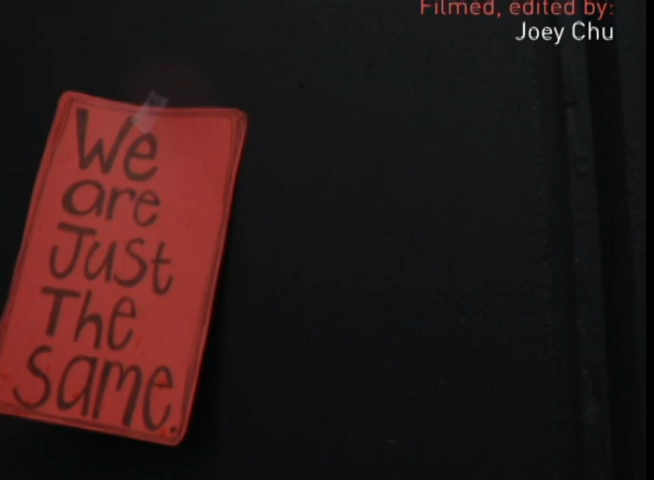 Filmed, edited by:
Joey Chu
We
are
Just
The
Same.